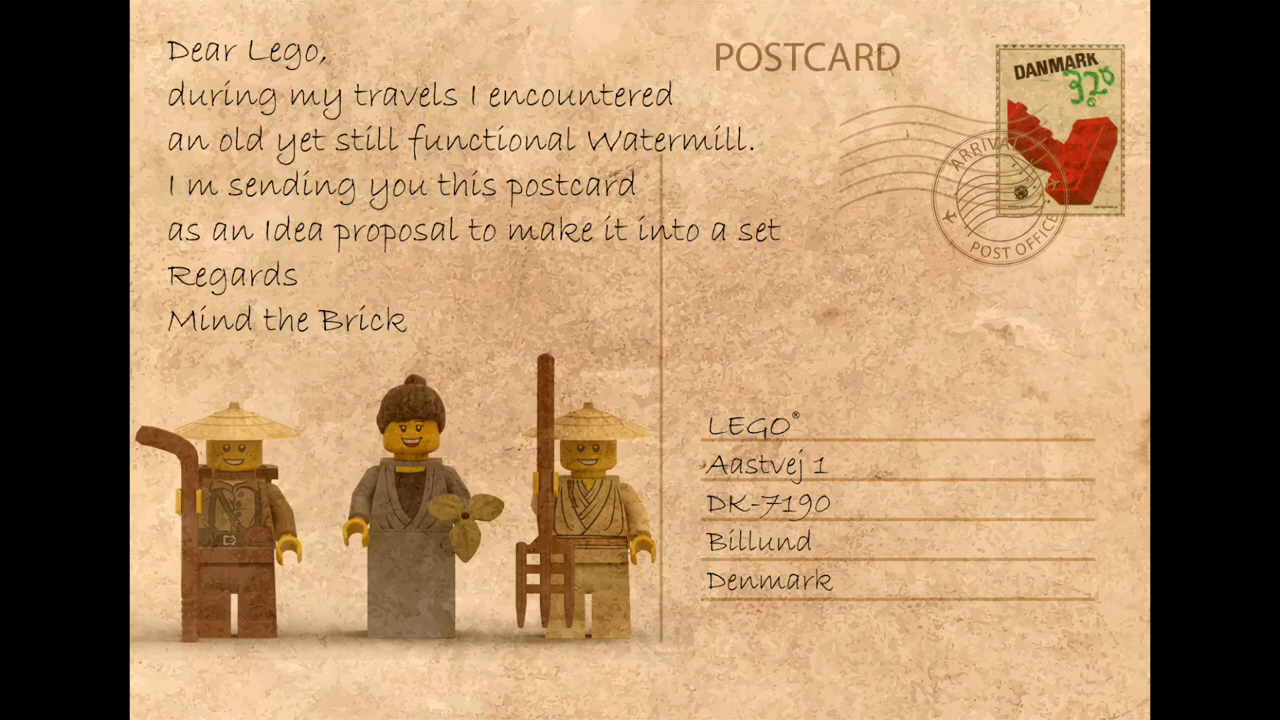 Dear Lego,
during my travels I encountered
an old yet still functional Watermill.
I m sending you this postcard
as an Idea proposal to make it into a set
Regards
Mind the Brick
POSTCARD
DANMARK
320
ARRIVAL
POST OFFICE
LEGO®
Aastvej 1
DK-7190
Billund
Denmark